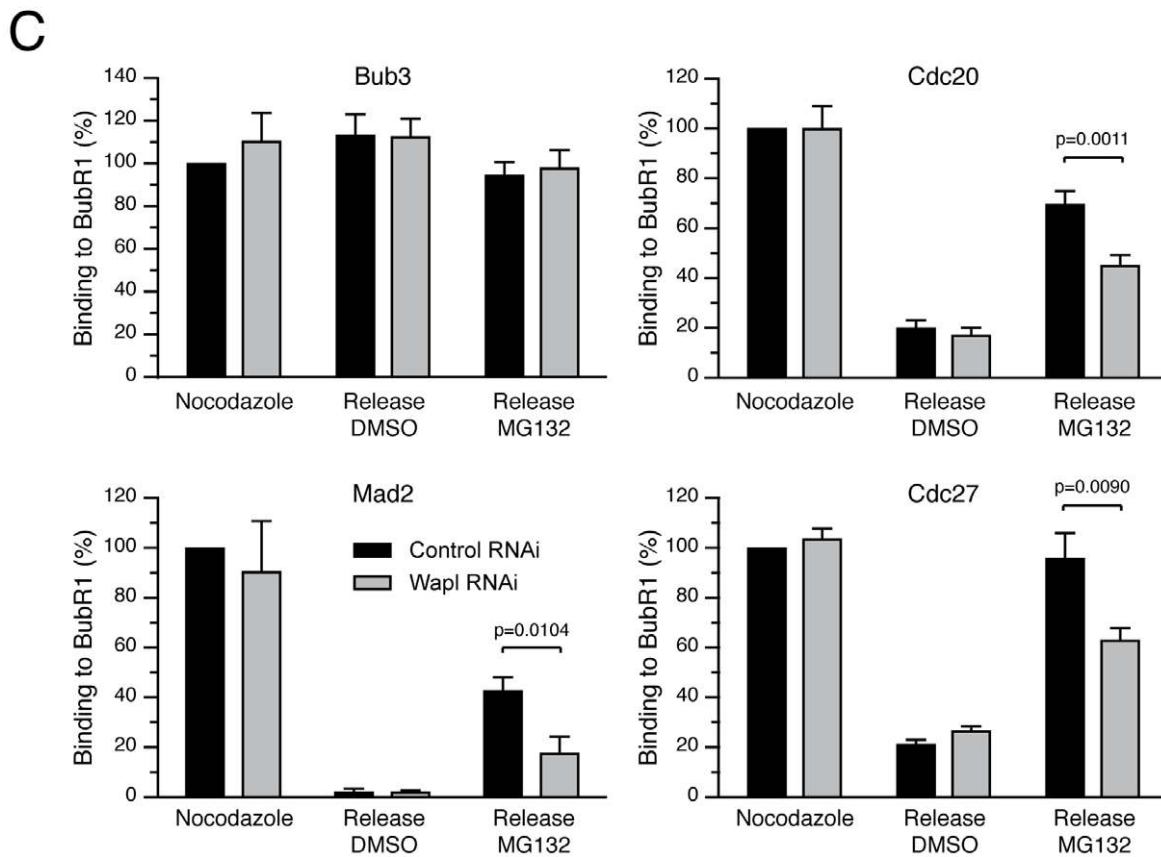 C
Bub3
Binding to BubR1 (%)
140
120
100
80
60
40
20
0
Nocodazole
Release
DMSO
Release
MG132
Cdc20
Binding to BubR1 (%)
120
100
80
60
40
20
0
p=0.0011
Nocodazole
Release
DMSO
Release
MG132
Mad2
Binding to BubR1 (%)
120
100
80
60
40
20
0
Control RNAi
Wapl RNAi
p=0.0104
Nocodazole
Release
DMSO
Release
MG132
Cdc27
Binding to BubR1 (%)
120
100
80
60
40
20
0
p=0.0090
Nocodazole
Release
DMSO
Release
MG132